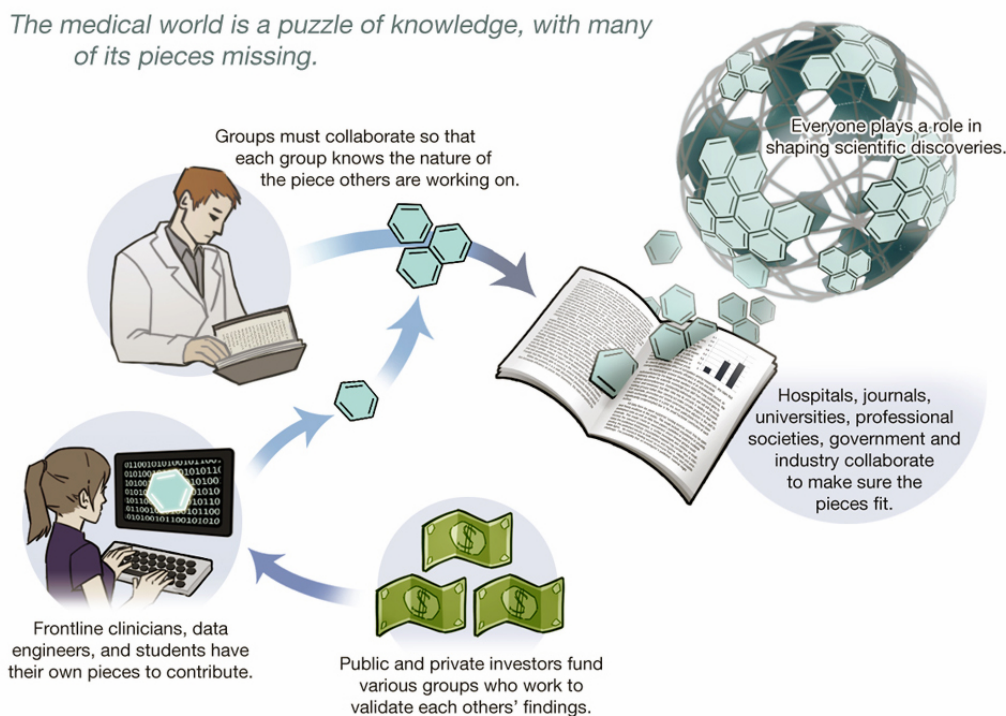 The medical world is a puzzle of knowledge, with many
of its pieces missing.
Groups must collaborate so that
each group knows the nature of
the piece others are working on.
Everyone plays a role in
shaping scientific discoveries.
Hospitals, journals,
universities, professional
societies, government and
industry collaborate
to make sure the
pieces fit.
Frontline clinicians, data
engineers, and students have
their own pieces to contribute.
Public and private investors fund
various groups who work to
validate each others' findings.